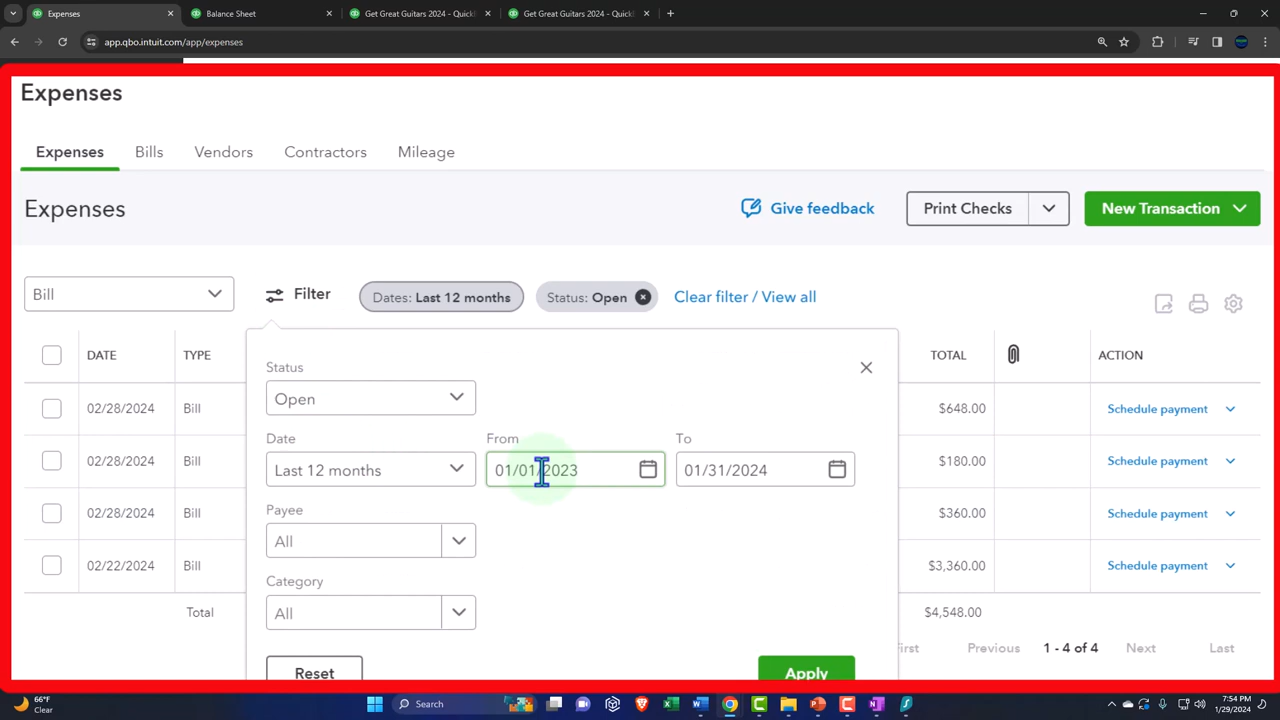 Expenses
Balance Sheet
Get Great Guitars 2024 - Quick
Get Great Guitars 2024 - Quick
app.qbo.intuit.com/app/expenses
Expenses
Expenses Bills Vendors Contractors Mileage
Expenses
Give feedback
Print Checks
New Transaction
Bill
Filter
Dates: Last 12 months
Status: Open
Clear filter / View all
DATE TYPE TOTAL ACTION
02/28/2024 Bill $648.00 Schedule payment
02/28/2024 Bill $180.00 Schedule payment
02/28/2024 Bill $360.00 Schedule payment
02/22/2024 Bill $3,360.00 Schedule payment
Total $4,548.00
Status
Open
Date From To
Last 12 months 01/01/2023 01/31/2024
Payee
All
Category
All
Reset Apply
irst Previous 1 - 4 of 4 Next Last
66°F
Clear
Search
7:54 PM
1/29/2024